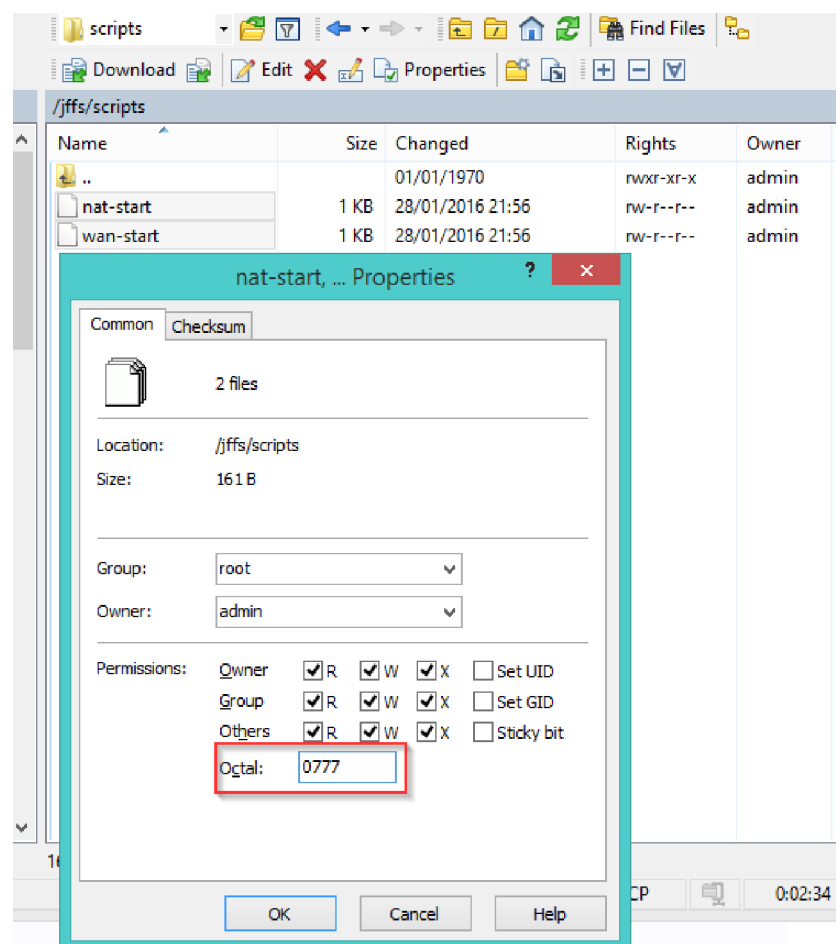 scripts Find Files
Download Edit Properties
/jffs/scripts
Name Size Changed Rights Owner
.. 01/01/1970 rwxr-xr-x admin
nat-start 1 KB 28/01/2016 21:56 rw-r--r-- admin
wan-start 1 KB 28/01/2016 21:56 rw-r--r-- admin
nat-start, ... Properties ?
Common Checksum
2 files
Location: /jffs/scripts
Size: 161 B
Group: root
Owner: admin
Permissions: Owner R W X Set UID
Group R W X Set GID
Others R W X Sticky bit
Octal: 0777
OK Cancel Help
CP 0:02:34